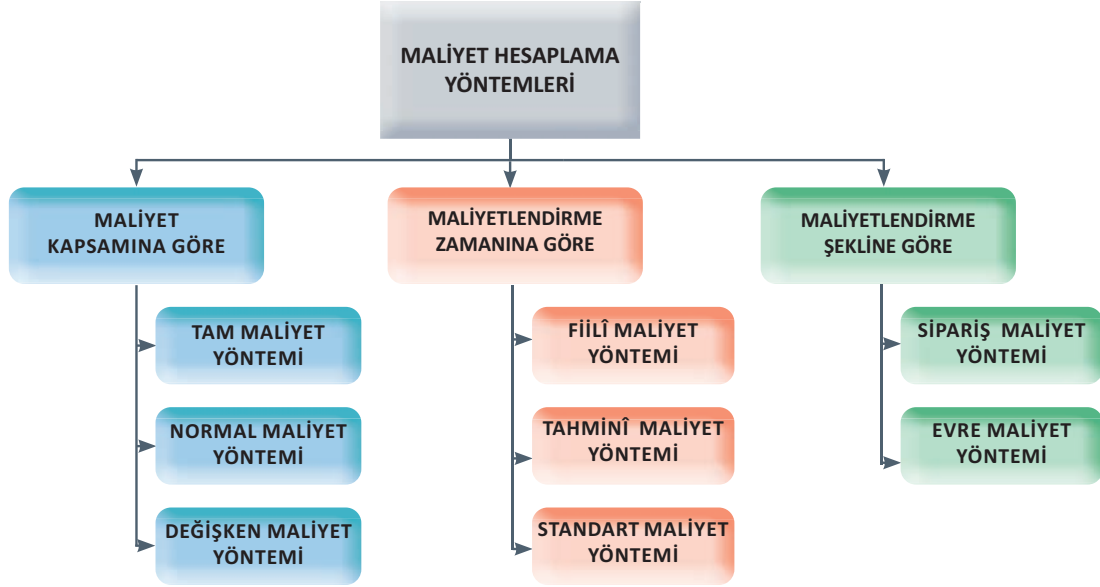 MALİYET HESAPLAMA
YÖNTEMLERİ
MALİYET
KAPSAMINA GÖRE
TAM MALİYET
YÖNTEMİ
NORMAL MALİYET
YÖNTEMİ
DEĞİŞKEN MALİYET
YÖNTEMİ
MALİYETLENDİRME
ZAMANINA GÖRE
FİİLÎ MALİYET
YÖNTEMİ
TAHMİNÎ MALİYET
YÖNTEMİ
STANDART MALİYET
YÖNTEMİ
MALİYETLENDİRME
ŞEKLİNE GÖRE
SİPARİŞ MALİYET
YÖNTEMİ
EVRE MALİYET
YÖNTEMİ